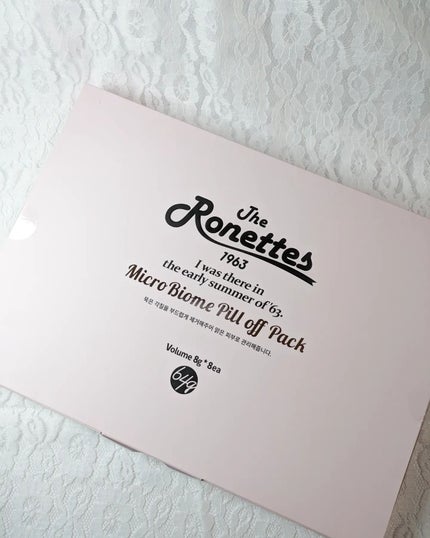 The
Ronettes
1963
I was there in
the early summer of '63.
Micro Biome Pill off Pack
묵은 각질을 부드럽게 제거해주어 맑은 피부로 관리해줍니다.
Volume 8g * 8ea
64g